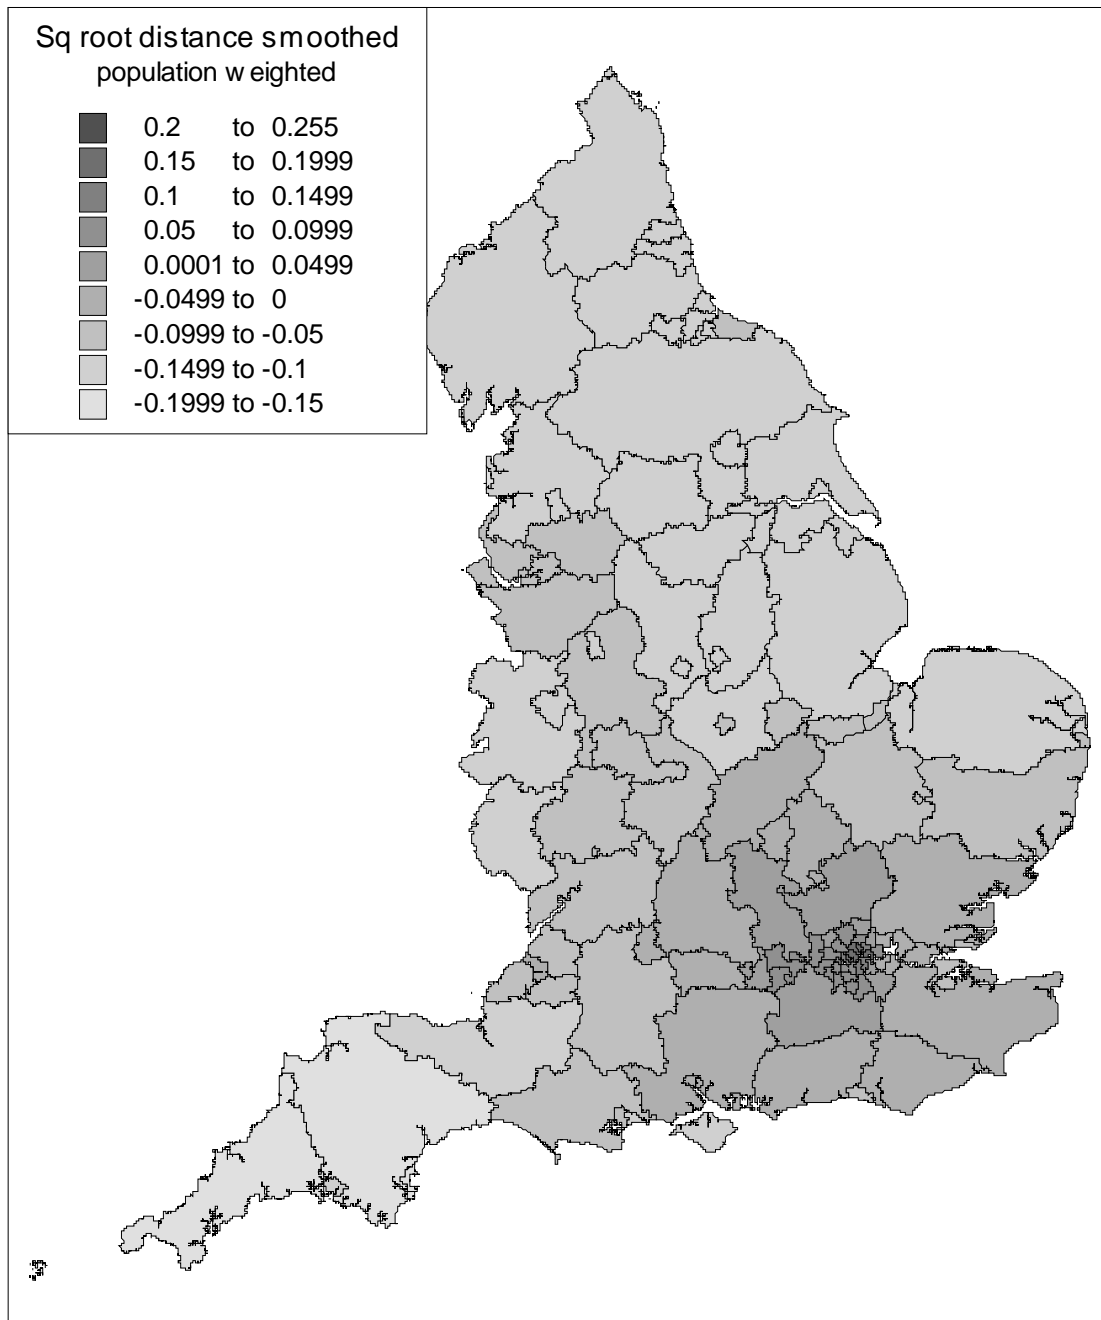 Sq root distance smoothed
population weighted
0.2 to 0.255
0.15 to 0.1999
0.1 to 0.1499
0.05 to 0.0999
0.0001 to 0.0499
-0.0499 to 0
-0.0999 to -0.05
-0.1499 to -0.1
-0.1999 to -0.15